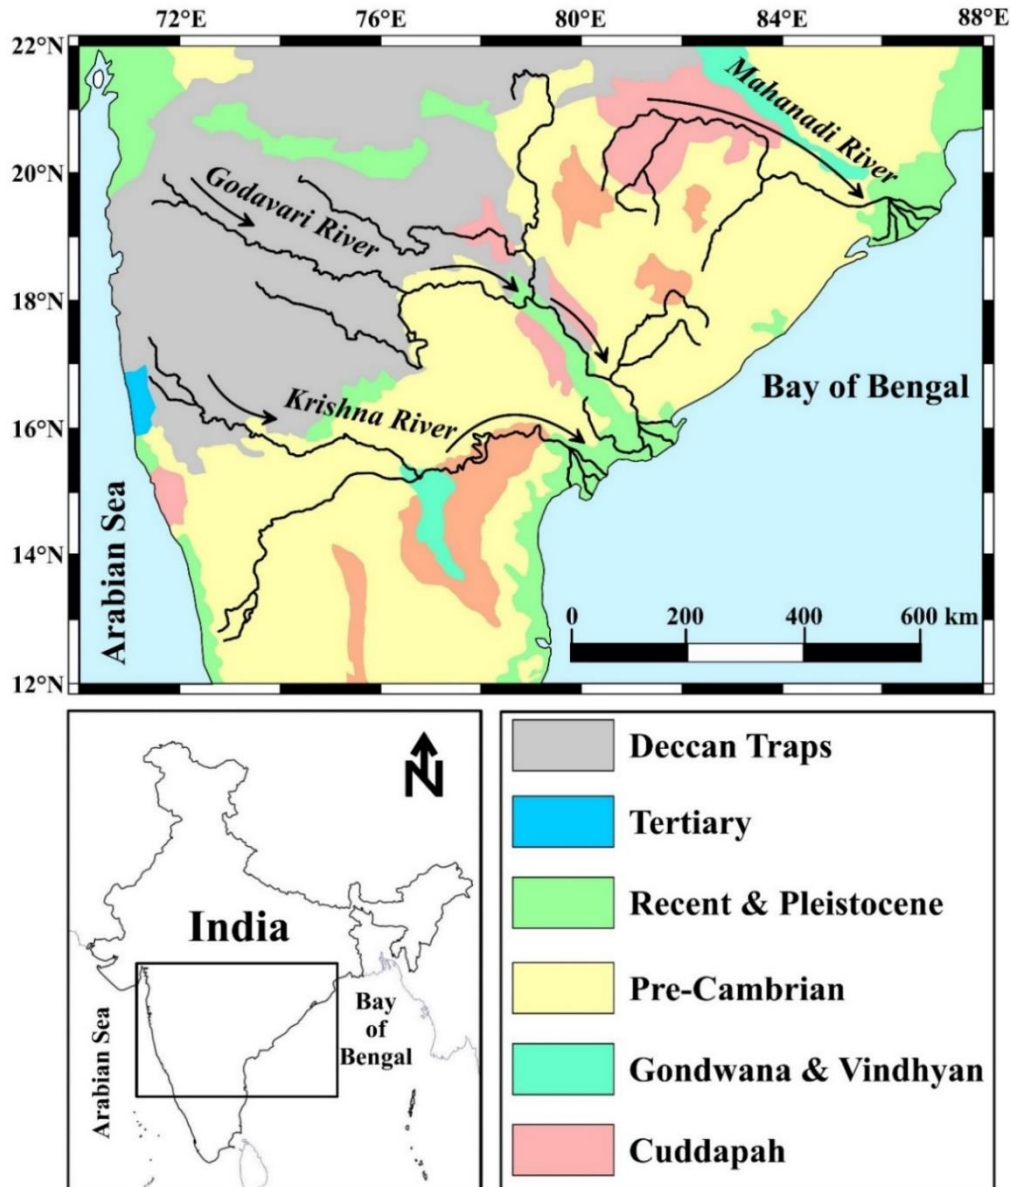 72°E 76°E 80°E 84°E 88°E
22°N
20°N
18°N
16°N
14°N
12°N
Mahanadi River
Godavari River
Krishna River
Bay of Bengal
Arabian Sea
0 200 400 600 km
N
India
Arabian Sea
Bay
of
Bengal
Deccan Traps
Tertiary
Recent & Pleistocene
Pre-Cambrian
Gondwana & Vindhyan
Cuddapah